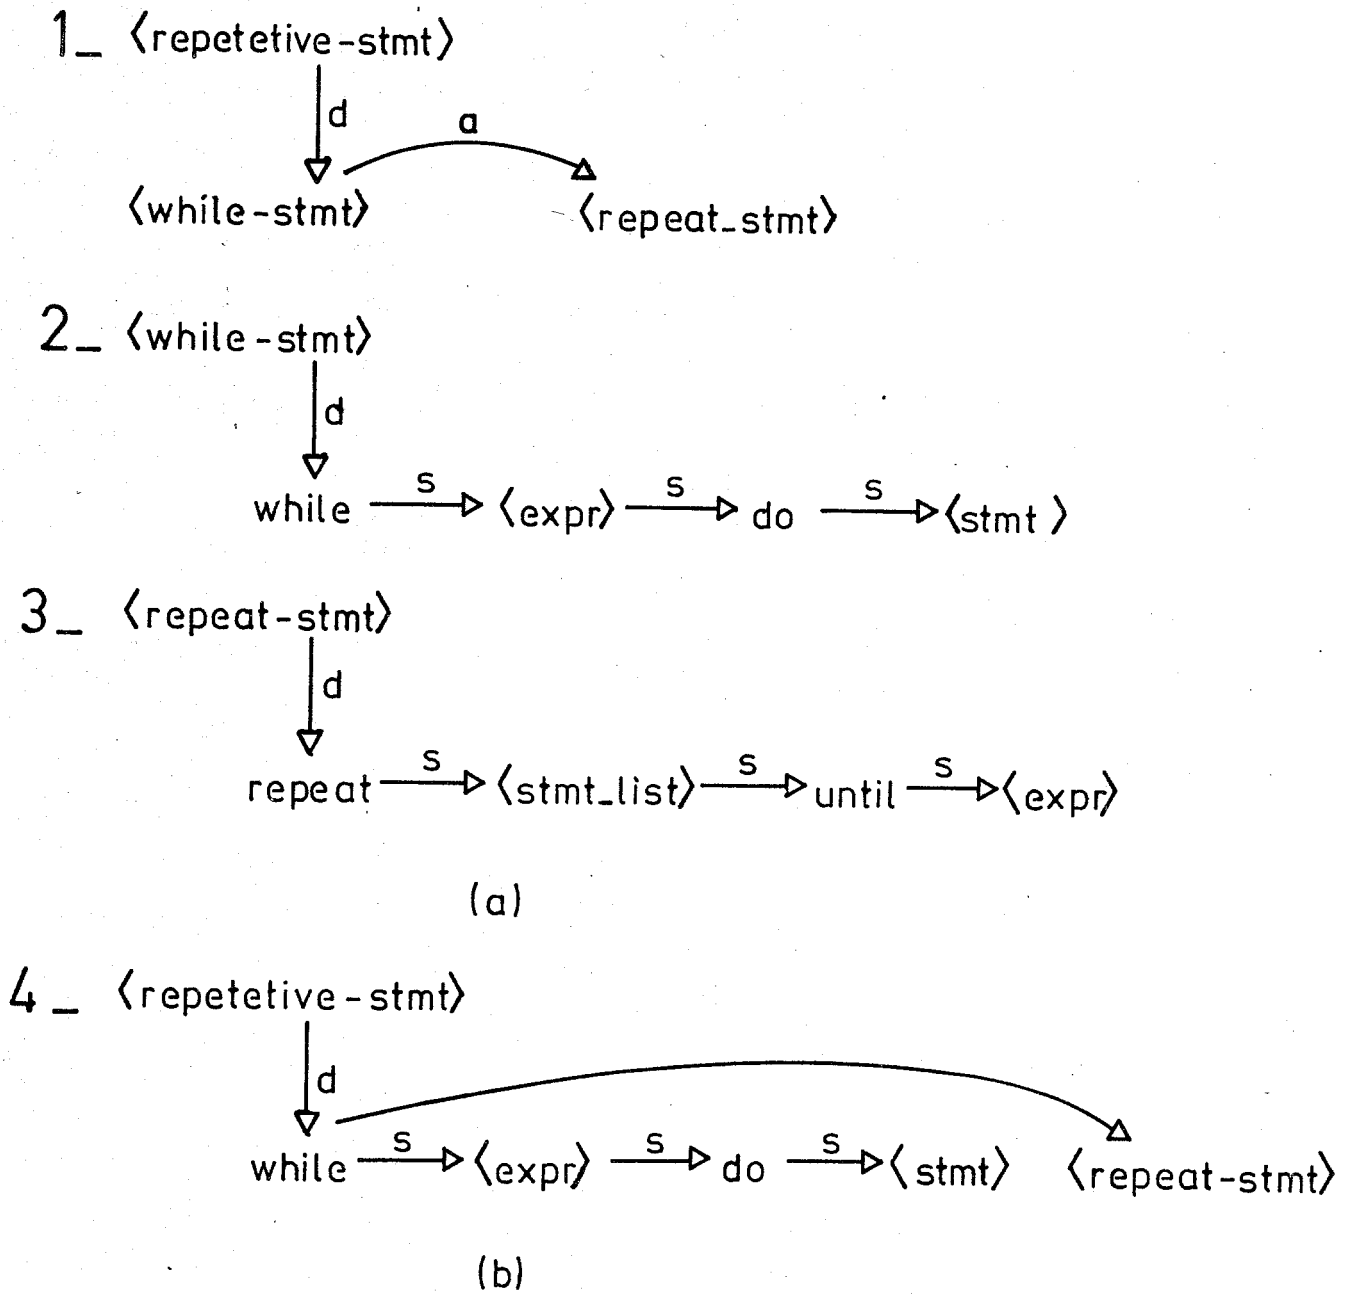 1_ ⟨repetetive-stmt⟩
d
a
⟨while-stmt⟩ ⟨repeat_stmt⟩
2_ ⟨while-stmt⟩
d
s s s
while ⟨expr⟩ do ⟨stmt⟩
3_ ⟨repeat-stmt⟩
d
s s s
repeat ⟨stmt_list⟩ until ⟨expr⟩
(a)
4_ ⟨repetetive-stmt⟩
d
s s s
while ⟨expr⟩ do ⟨stmt⟩ ⟨repeat-stmt⟩
(b)